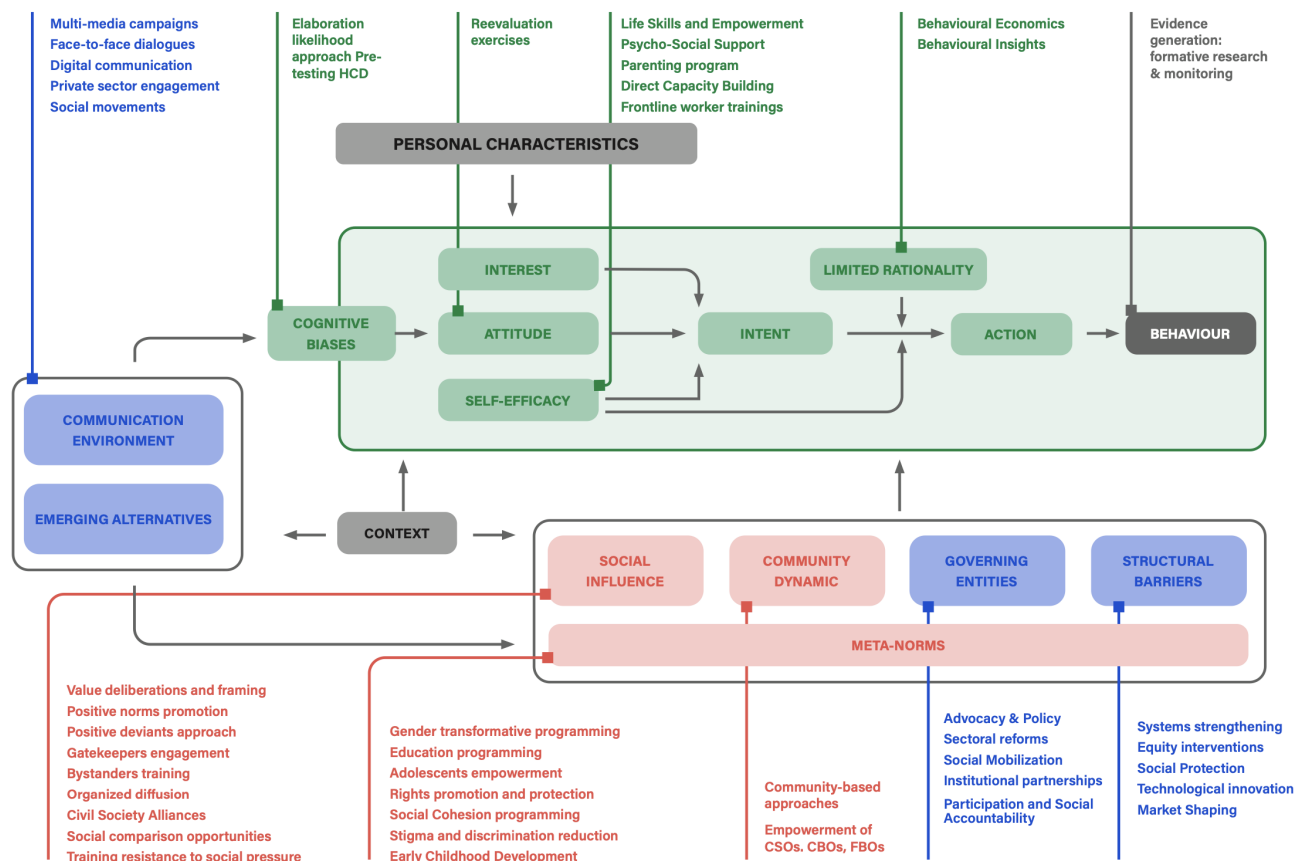 Multi-media campaigns
Face-to-face dialogues
Digital communication
Private sector engagement
Social movements
Elaboration
likelihood
approach Pre-
testing HCD
Reevaluation
exercises
Life Skills and Empowerment
Psycho-Social Support
Parenting program
Direct Capacity Building
Frontline worker trainings
Behavioural Economics
Behavioural Insights
Evidence
generation:
formative research
& monitoring
PERSONAL CHARACTERISTICS
INTEREST
LIMITED RATIONALITY
COGNITIVE
BIASES
ATTITUDE
INTENT
ACTION
BEHAVIOUR
SELF-EFFICACY
COMMUNICATION
ENVIRONMENT
EMERGING ALTERNATIVES
CONTEXT
SOCIAL
INFLUENCE
COMMUNITY
DYNAMIC
GOVERNING
ENTITIES
STRUCTURAL
BARRIERS
META-NORMS
Value deliberations and framing
Positive norms promotion
Positive deviants approach
Gatekeepers engagement
Bystanders training
Organized diffusion
Civil Society Alliances
Social comparison opportunities
Training resistance to social pressure
Gender transformative programming
Education programming
Adolescents empowerment
Rights promotion and protection
Social Cohesion programming
Stigma and discrimination reduction
Early Childhood Development
Community-based
approaches
Empowerment of
CSOs. CBOs, FBOs
Advocacy & Policy
Sectoral reforms
Social Mobilization
Institutional partnerships
Participation and Social
Accountability
Systems strengthening
Equity interventions
Social Protection
Technological innovation
Market Shaping